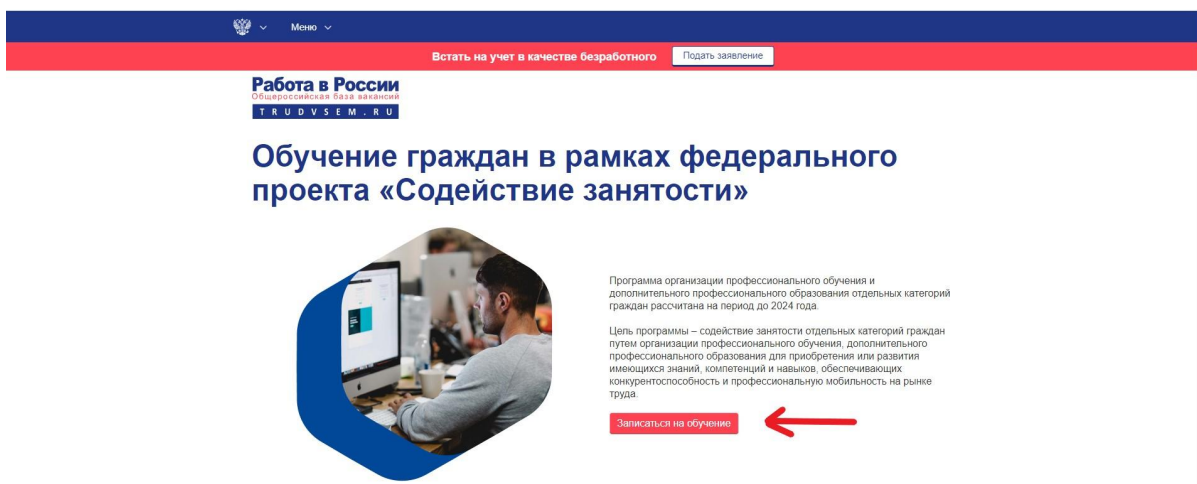 Меню
Встать на учет в качестве безработного Подать заявление
Работа в России
Общероссийская база вакансий
TRUDVSEM.RU
Обучение граждан в рамках федерального
проекта «Содействие занятости»
Программа организации профессионального обучения и
дополнительного профессионального образования отдельных категорий
граждан рассчитана на период до 2024 года.
Цель программы – содействие занятости отдельных категорий граждан
путем организации профессионального обучения, дополнительного
профессионального образования для приобретения или развития
имеющихся знаний, компетенций и навыков, обеспечивающих
конкурентоспособность и профессиональную мобильность на рынке
труда.
Записаться на обучение